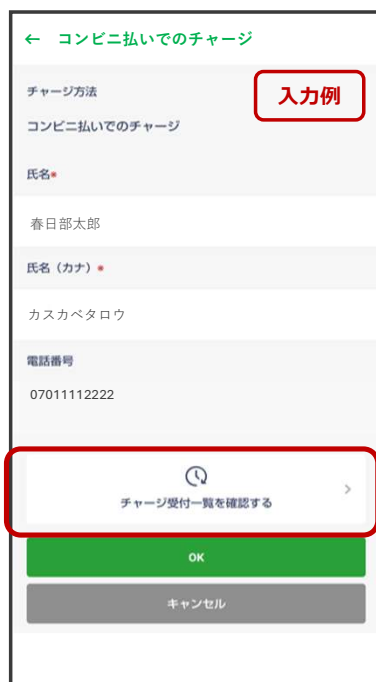 ← コンビニ払いでのチャージ
チャージ方法
入力例
コンビニ払いでのチャージ
氏名*
春日部太郎
氏名（カナ）*
カスカベタロウ
電話番号
07011112222
チャージ受付一覧を確認する
OK
キャンセル